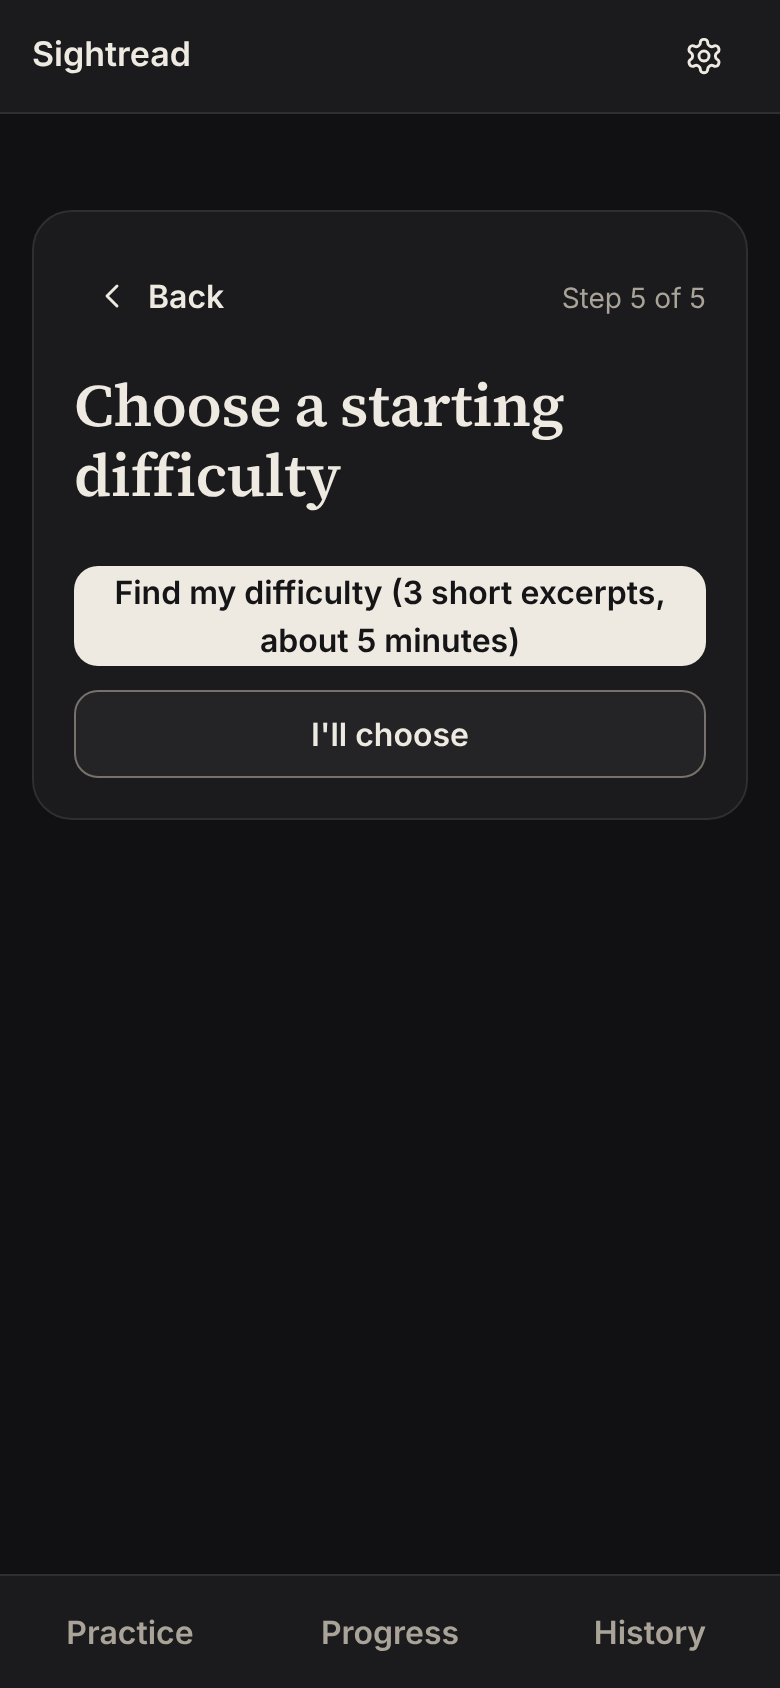 Sightread
Back
Step 5 of 5
Choose a starting
difficulty
Find my difficulty (3 short excerpts,
about 5 minutes)
I'll choose
Practice
Progress
History